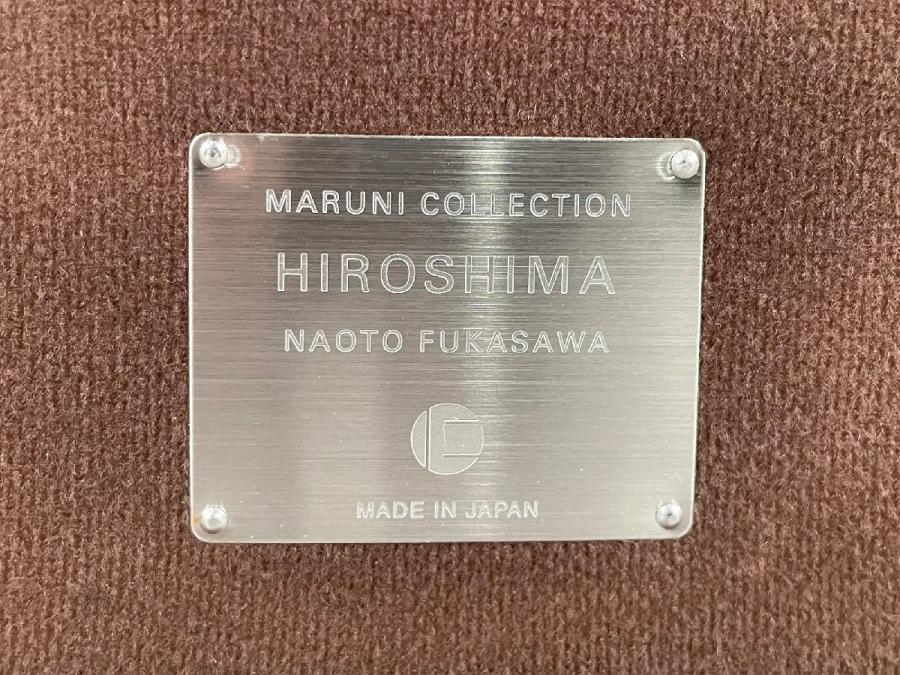 MARUNI COLLECTION
HIROSHIMA
NAOTO FUKASAWA
MADE IN JAPAN